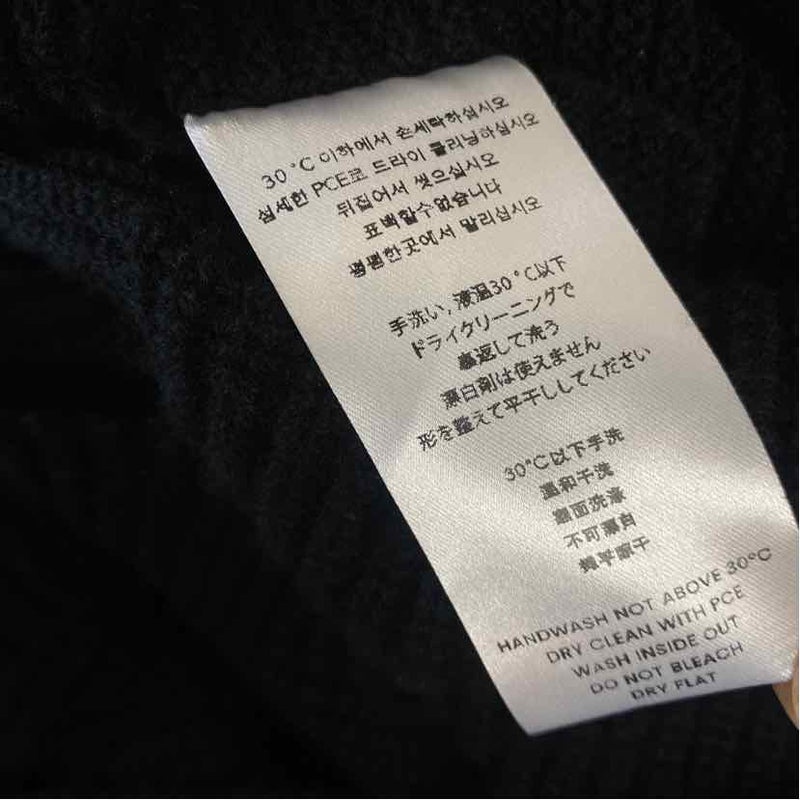 30°C 이하에서 손세탁하십시오
섬세한 PCE로 드라이 클리닝하십시오
뒤집어서 씻으십시오
표백할수없습니다
평평한곳에서 말리십시오
手洗い,液温30°C以下
ドライクリーニングで
裏返して洗う
漂白剤は使えません
形を整えて平干ししてください
30°C以下手洗
温和干洗
裏面洗滌
不可漂白
攤平晾干
HANDWASH NOT ABOVE 30°C
DRY CLEAN WITH PCE
WASH INSIDE OUT
DO NOT BLEACH
DRY FLAT